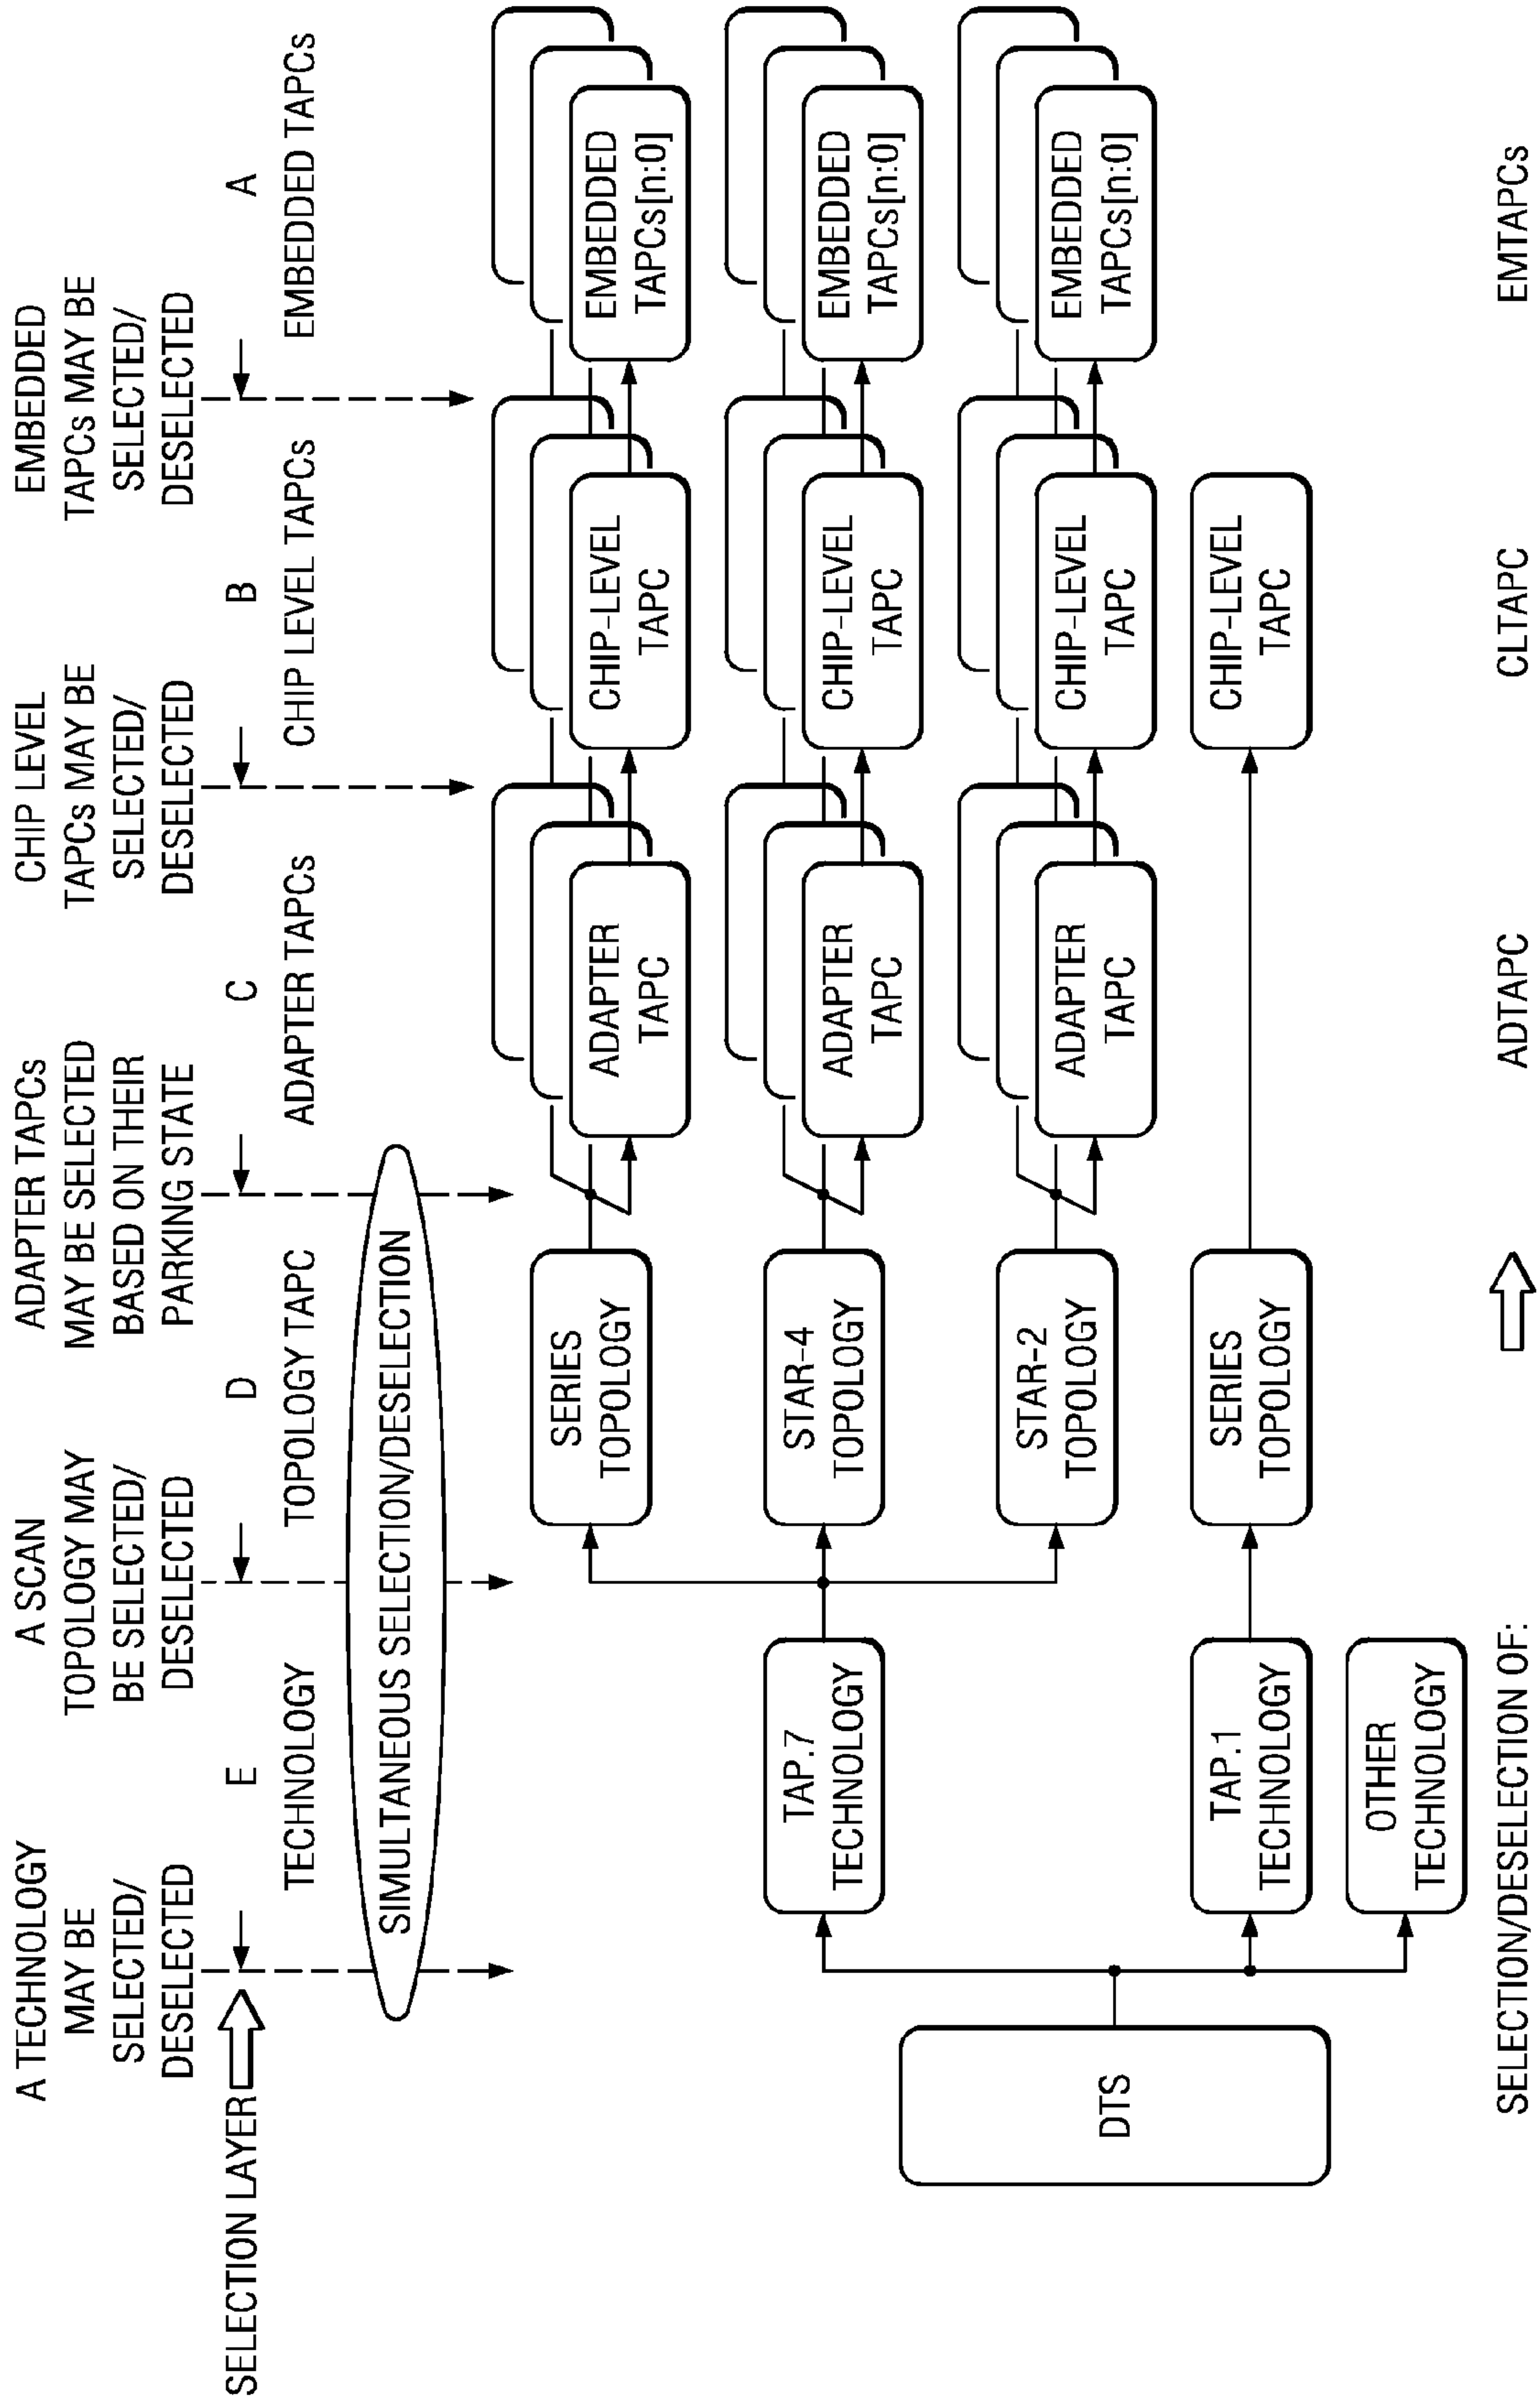 A TECHNOLOGY
MAY BE
SELECTED/
DESELECTED
A SCAN
TOPOLOGY MAY
BE SELECTED/
DESELECTED
ADAPTER TAPCs
MAY BE SELECTED
BASED ON THEIR
PARKING STATE
CHIP LEVEL
TAPCs MAY BE
SELECTED/
DESELECTED
EMBEDDED
TAPCs MAY BE
SELECTED/
DESELECTED
SELECTION LAYER
E
D
C
B
A
TECHNOLOGY
TOPOLOGY TAPC
ADAPTER TAPCs
CHIP LEVEL TAPCs
EMBEDDED TAPCs
SIMULTANEOUS SELECTION/DESELECTION
SERIES
TOPOLOGY
ADAPTER
TAPC
CHIP-LEVEL
TAPC
EMBEDDED
TAPCs[n:0]
TAP.7
TECHNOLOGY
STAR-4
TOPOLOGY
ADAPTER
TAPC
CHIP-LEVEL
TAPC
EMBEDDED
TAPCs[n:0]
STAR-2
TOPOLOGY
ADAPTER
TAPC
CHIP-LEVEL
TAPC
EMBEDDED
TAPCs[n:0]
DTS
TAP.1
TECHNOLOGY
SERIES
TOPOLOGY
CHIP-LEVEL
TAPC
OTHER
TECHNOLOGY
SELECTION/DESELECTION OF:
ADTAPC
CLTAPC
EMTAPCs